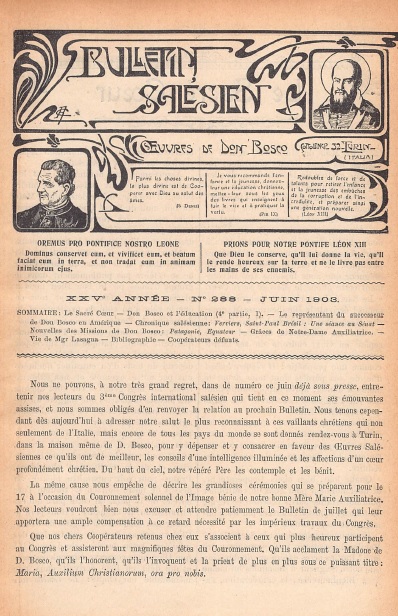 BULLETIN
SALESIEN
ŒUVRES DE DON BOSCO
32
TURIN
(ITALIA)
Parmi les choses divines,
la plus divine est de Coo-
pérer avec Dieu au salut des
âmes.
(S. Denis)
Je vous recommande l'en-
fance et la jeunesse, donnez-
leur une éducation chrétienne,
mettez-leur sous les yeux
des livres qui enseignent à
fuir le vice et à pratiquer la
vertu.
(Pie IX)
Redoublez de force et de
talents pour retirer l'enfance
et la jeunesse des embûches
de la corruption et de l'in-
crédulité, et préparer ainsi
une génération nouvelle.
(Léon XIII)
OREMUS PRO PONTIFICE NOSTRO LEONE
Dominus conservet eum, et vivificet eum, et beatum
faciat eum in terra, et non tradat eum in animam
inimicorum ejus.
PRIONS POUR NOTRE PONTIFE LÉON XIII
Que Dieu le conserve, qu'il lui donne la vie, qu'il
le rende heureux sur la terre et ne le livre pas entre
les mains de ses ennemis.
XXVe ANNÉE — N° 288 — JUIN 1903.
SOMMAIRE: Le Sacré Cœur — Don Bosco et l'éducation (4e partie, I). — Le représentant du successeur
de Don Bosco en Amérique — Chronique salésienne: Verviers, Saint-Paul Brésil: Une séance au Sénat —
Nouvelles des Missions de Don Bosco: Patagonie, Equateur — Grâces de Notre-Dame Auxiliatrice. —
Vie de Mgr Lasagna — Bibliographie — Coopérateurs défunts.
Nous ne pouvons, à notre très grand regret, dans ce numéro de juin déjà sous presse, entre-
tenir nos lecteurs du 3ème Congrès international salésien qui tient en ce moment ses émouvantes
assises, et nous sommes obligés d'en renvoyer la relation au prochain Bulletin. Nous tenons cepen-
dant dès aujourd'hui à adresser notre salut le plus reconnaissant à ces vaillants chrétiens qui non
seulement de l'Italie, mais encore de tous les pays du monde se sont donnés rendez-vous à Turin,
dans la maison même de D. Bosco, pour y dépenser et y consacrer en faveur des Œuvres Salé-
siennes ce qu'ils ont de meilleur, les conseils d'une intelligence illuminée et les affections d'un cœur
profondément chrétien. Du haut du ciel, notre vénéré Père les contemple et les bénit.
La même cause nous empêche de décrire les grandioses cérémonies qui se préparent pour le
17 à l'occasion du Couronnement solennel de l'Image bénie de notre bonne Mère Marie Auxiliatrice.
Nos lecteurs voudront bien nous excuser et attendre patiemment le Bulletin de juillet qui leur
apportera une ample compensation à ce retard nécessité par les impérieux travaux du Congrès.
Que nos chers Coopérateurs retenus chez eux s'associent à ceux qui plus heureux participent
au Congrès et assisteront aux magnifiques fêtes du Couronnement. Qu'ils acclament la Madone de
D. Bosco, qu'ils l'honorent, qu'ils l'invoquent et la prient de plus en plus sous ce puissant titre:
Maria, Auxilium Christianorum, ora pro nobis.